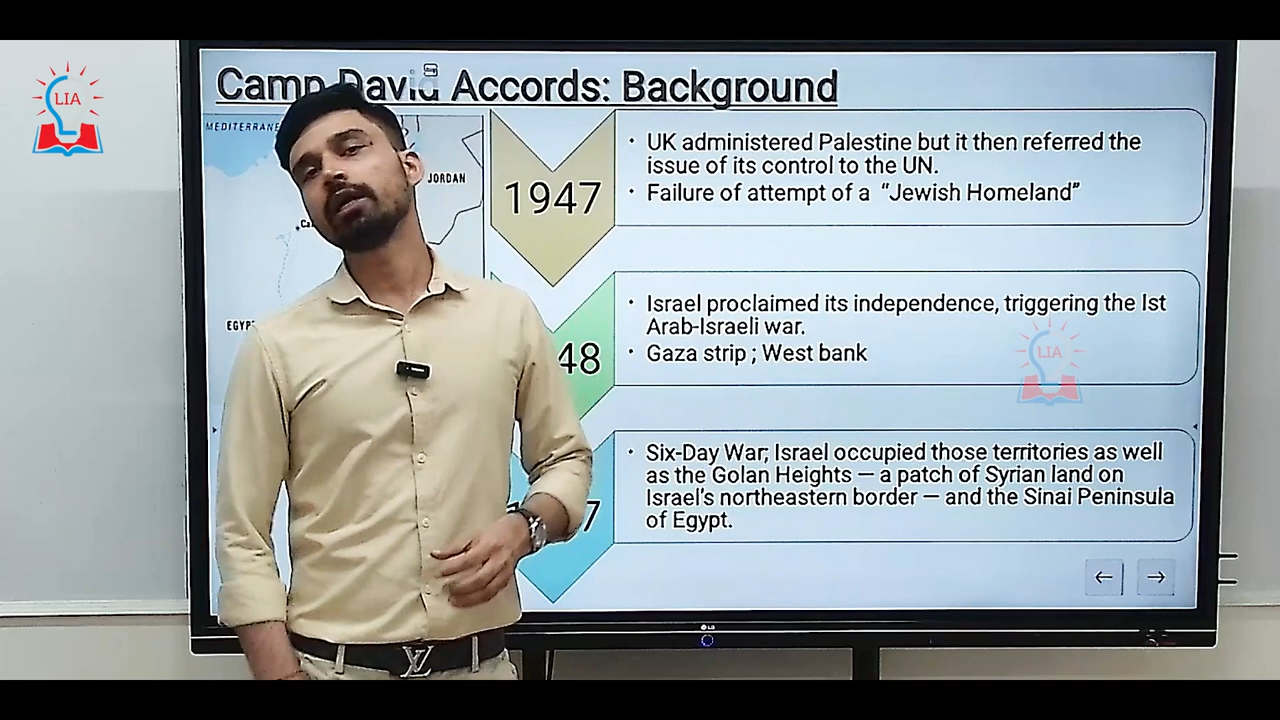 LIA
Camp David Accords: Background
MEDITERRANE
JORDAN
EGYP
1947
• UK administered Palestine but it then referred the
issue of its control to the UN.
• Failure of attempt of a “Jewish Homeland”
48
• Israel proclaimed its independence, triggering the Ist
Arab-Israeli war.
• Gaza strip ; West bank
LIA
7
• Six-Day War; Israel occupied those territories as well
as the Golan Heights — a patch of Syrian land on
Israel's northeastern border — and the Sinai Peninsula
of Egypt.
LG
LV